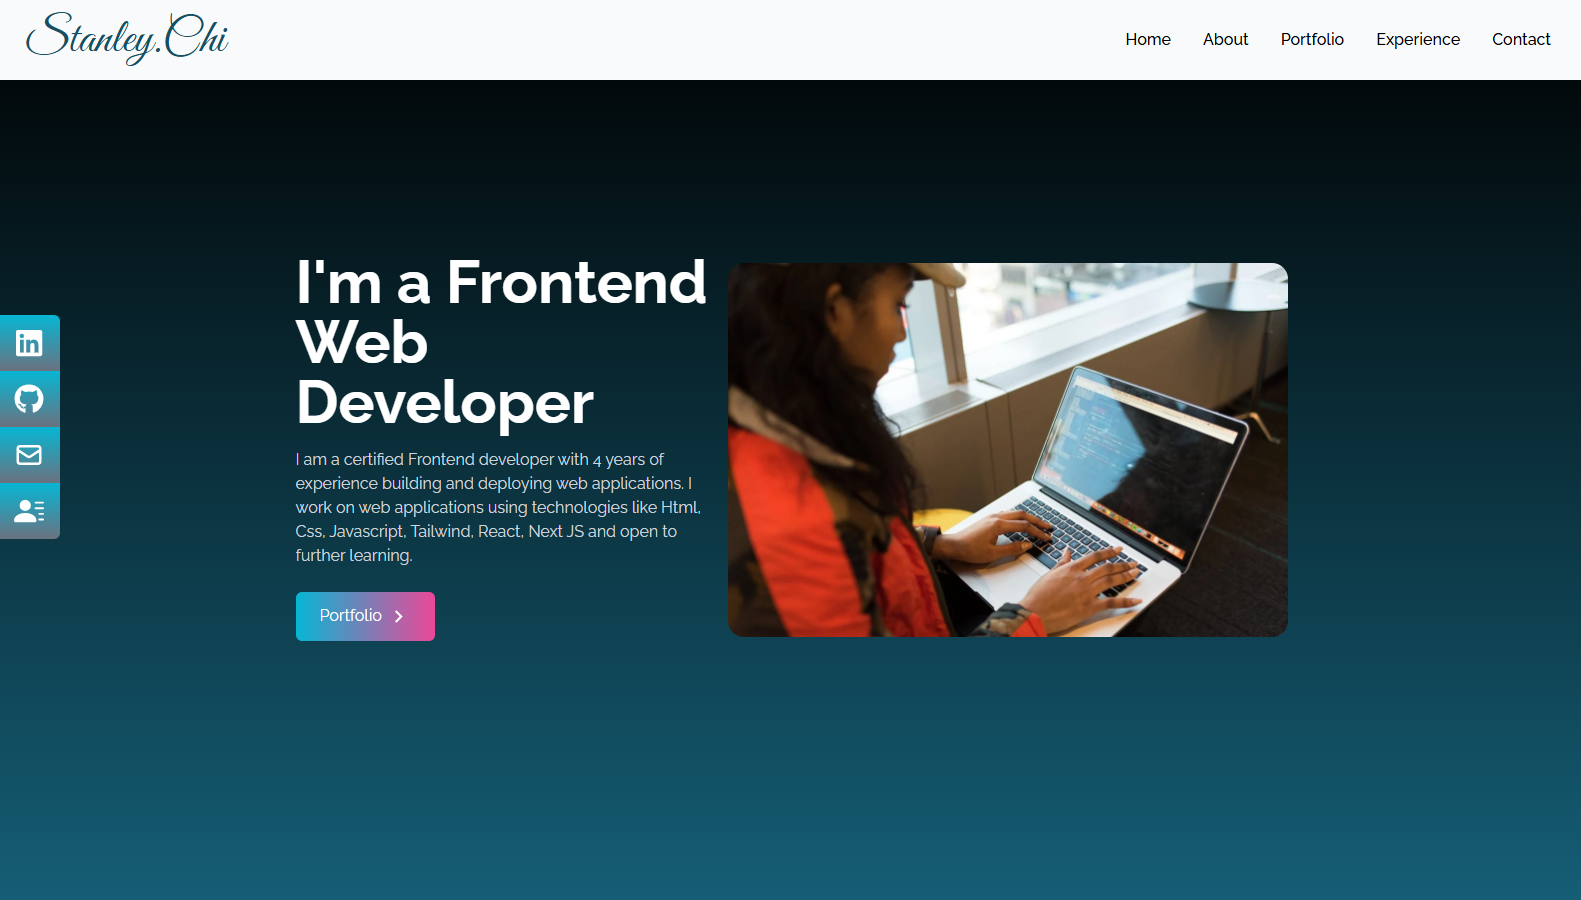 Stanley.Chi
Home About Portfolio Experience Contact
I'm a Frontend
Web
Developer
I am a certified Frontend developer with 4 years of
experience building and deploying web applications. I
work on web applications using technologies like Html,
Css, Javascript, Tailwind, React, Next JS and open to
further learning.
Portfolio
in